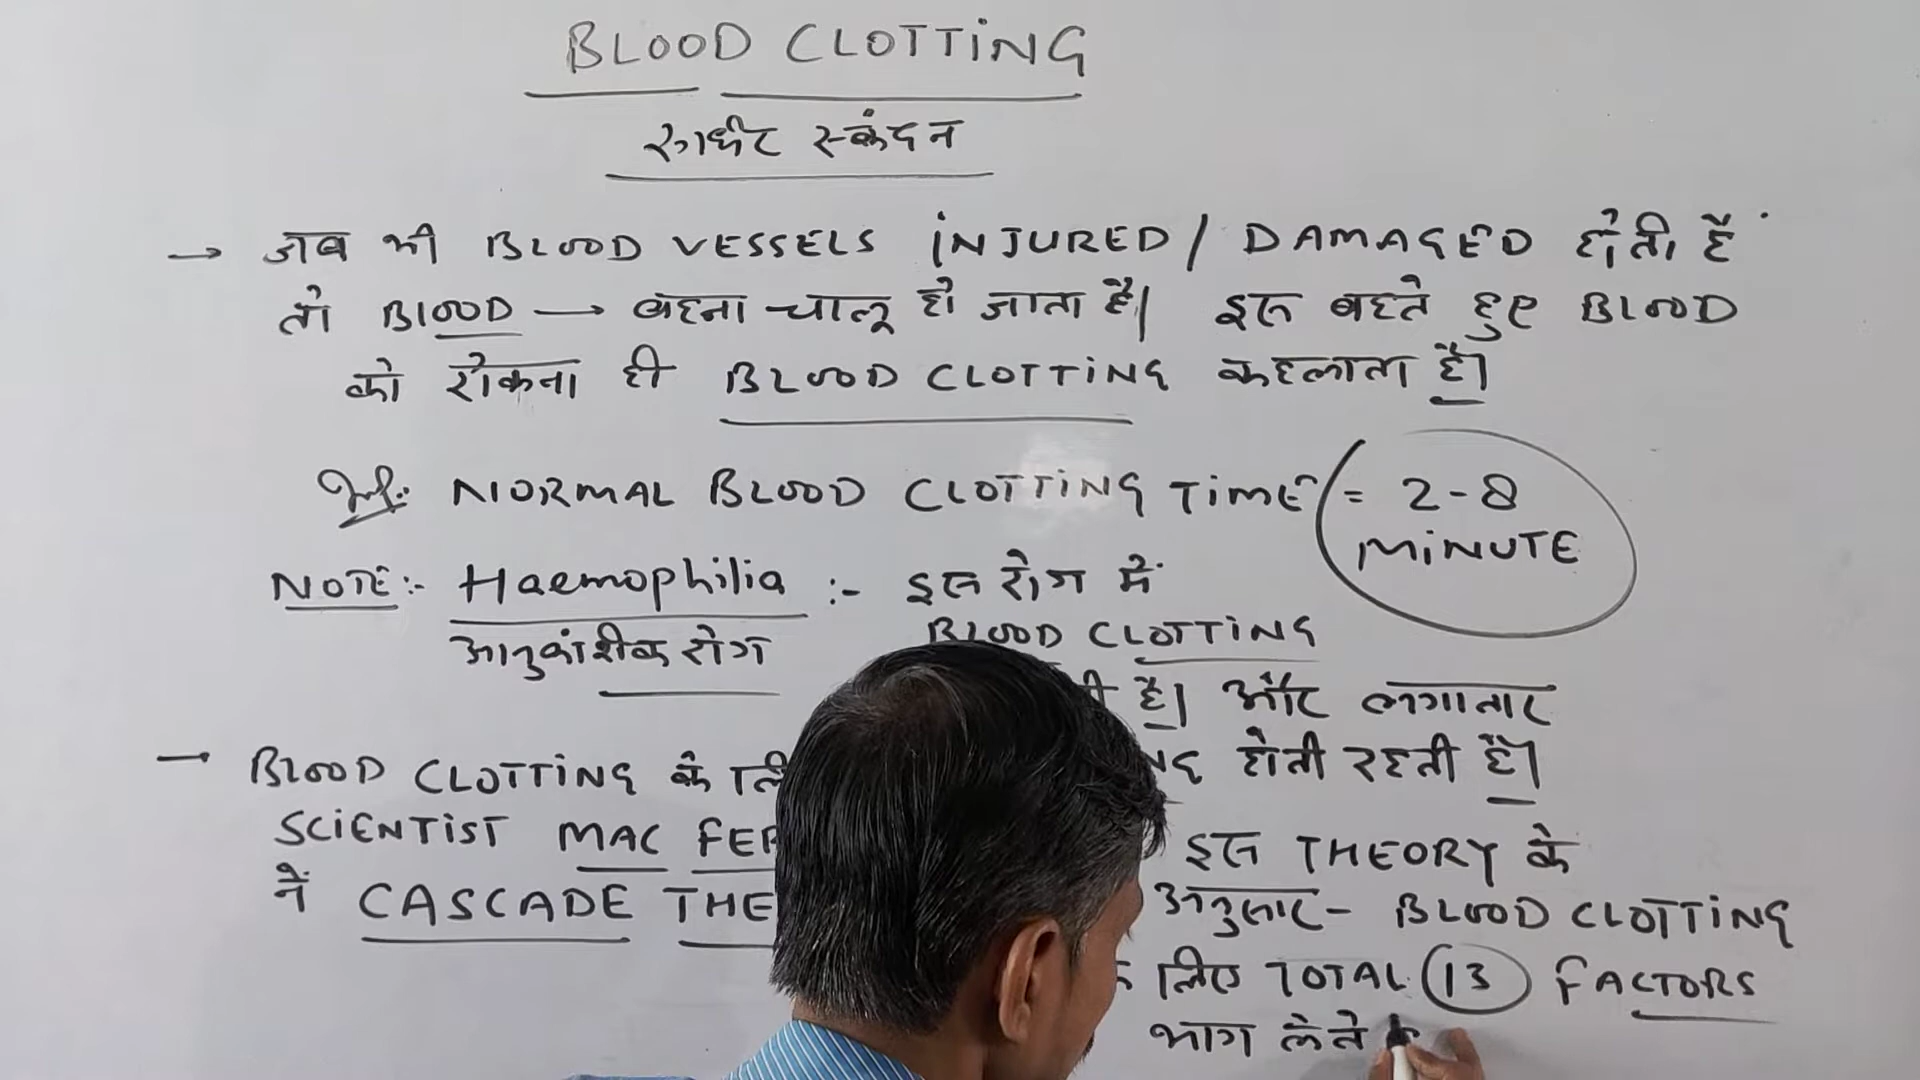 BLOOD CLOTTING
रुधिर स्कंदन
→ जब भी BLOOD VESSELS INJURED / DAMAGED होती हैं
तो BLOOD → बहना चालू हो जाता है। इस बहते हुए BLOOD
को रोकना ही BLOOD CLOTTING कहलाता है।
NORMAL BLOOD CLOTTING TIME = 2-8
MINUTE
NOTE:- Haemophilia :- इस रोग में
आनुवांशीक रोग
BLOOD CLOTTING
है। और लगातार
होती रहती है।
– BLOOD CLOTTING के
SCIENTIST MAC
ने CASCADE
इस THEORY के
अनुसार- BLOOD CLOTTING
लिए TOTAL 13 FACTORS
भाग लेते